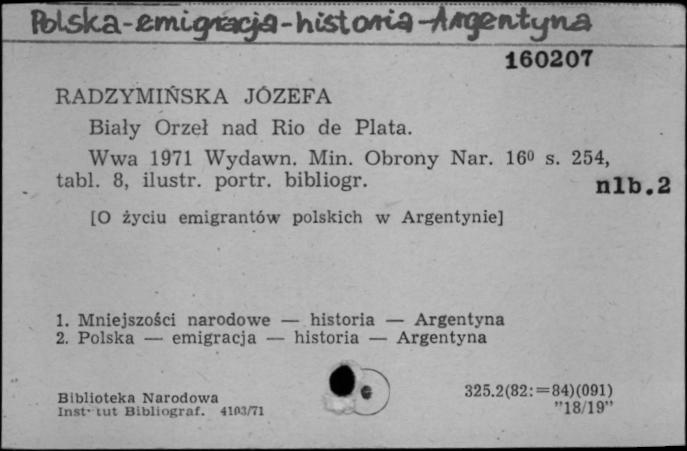 Polska-emigracja-historia-Argentyna
160207
RADZYMIŃSKA JÓZEFA
Biały Orzeł nad Rio de Plata.
Wwa 1971 Wydawn. Min. Obrony Nar. 16⁰ s. 254,
tabl. 8, ilustr. portr. bibliogr.
nlb.2
[O życiu emigrantów polskich w Argentynie]
1. Mniejszości narodowe — historia — Argentyna
2. Polska — emigracja — historia — Argentyna
Biblioteka Narodowa
Bibliograf. 4103/71
325.2(82:=84)(091)
"18/19"